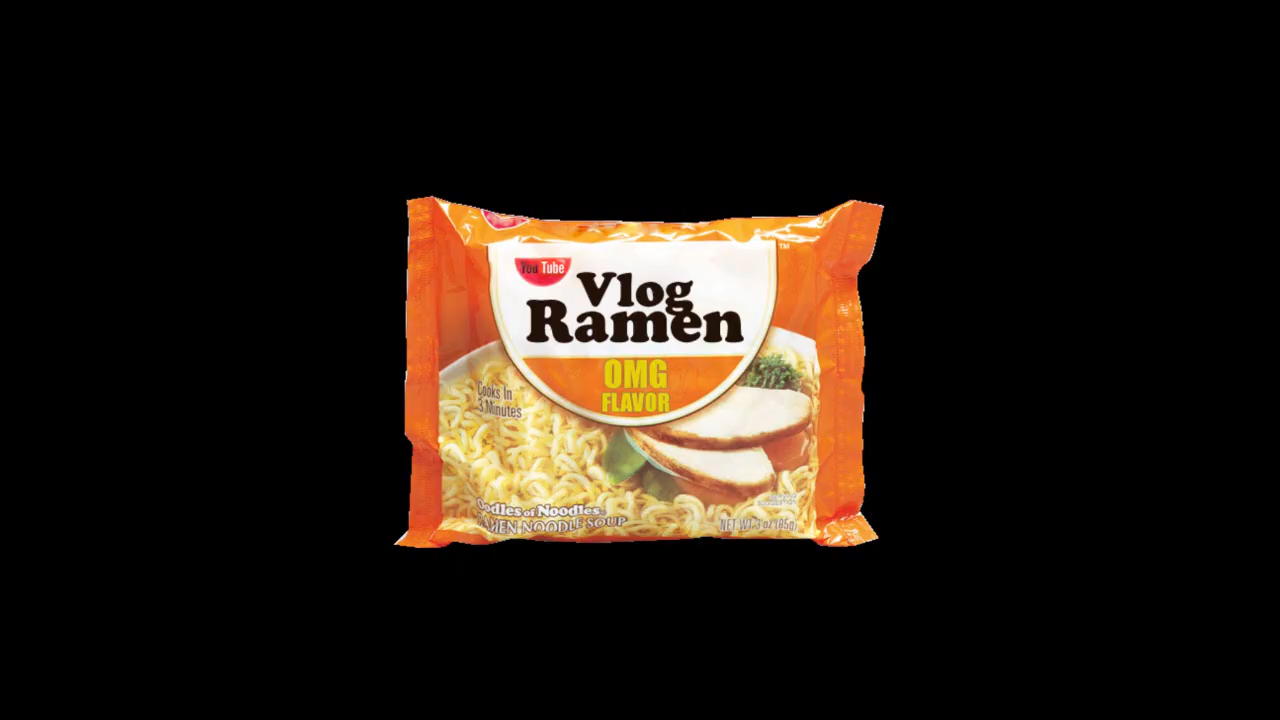 You Tube
TM
Vlog
Ramen
OMG
FLAVOR
Cooks In
3 Minutes
Oodles of Noodles®
RAMEN NOODLE SOUP
NET WT. 3 oz (85g)